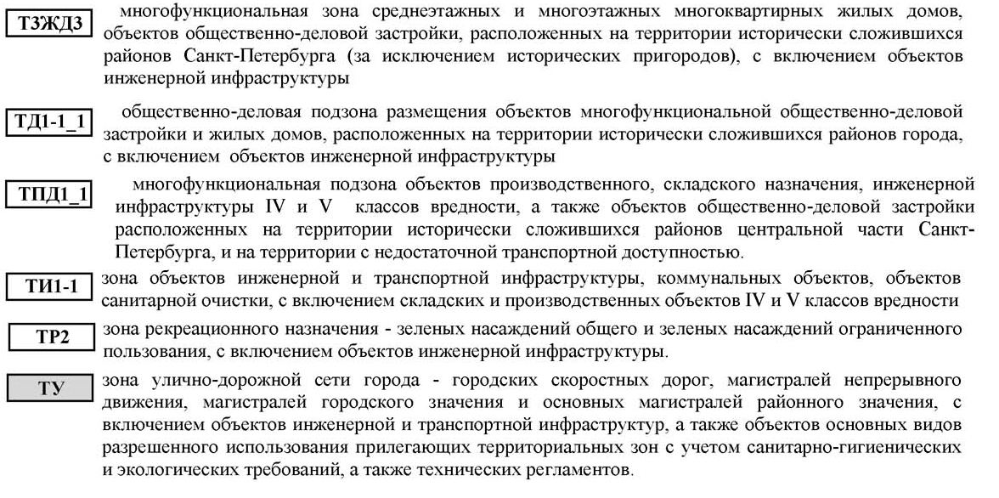 Т3ЖД3 многофункциональная зона среднеэтажных и многоэтажных многоквартирных жилых домов,
объектов общественно-деловой застройки, расположенных на территории исторически сложившихся
районов Санкт-Петербурга (за исключением исторических пригородов), с включением объектов
инженерной инфраструктуры
ТД1-1_1 общественно-деловая подзона размещения объектов многофункциональной общественно-деловой
застройки и жилых домов, расположенных на территории исторически сложившихся районов города,
с включением объектов инженерной инфраструктуры
ТПД1_1 многофункциональная подзона объектов производственного, складского назначения, инженерной
инфраструктуры IV и V классов вредности, а также объектов общественно-деловой застройки
расположенных на территории исторически сложившихся районов центральной части Санкт-
Петербурга, и на территории с недостаточной транспортной доступностью.
ТИ1-1 зона объектов инженерной и транспортной инфраструктуры, коммунальных объектов, объектов
санитарной очистки, с включением складских и производственных объектов IV и V классов вредности
ТР2 зона рекреационного назначения - зеленых насаждений общего и зеленых насаждений ограниченного
пользования, с включением объектов инженерной инфраструктуры.
ТУ зона улично-дорожной сети города - городских скоростных дорог, магистралей непрерывного
движения, магистралей городского значения и основных магистралей районного значения, с
включением объектов инженерной и транспортной инфраструктур, а также объектов основных видов
разрешенного использования прилегающих территориальных зон с учетом санитарно-гигиенических
и экологических требований, а также технических регламентов.